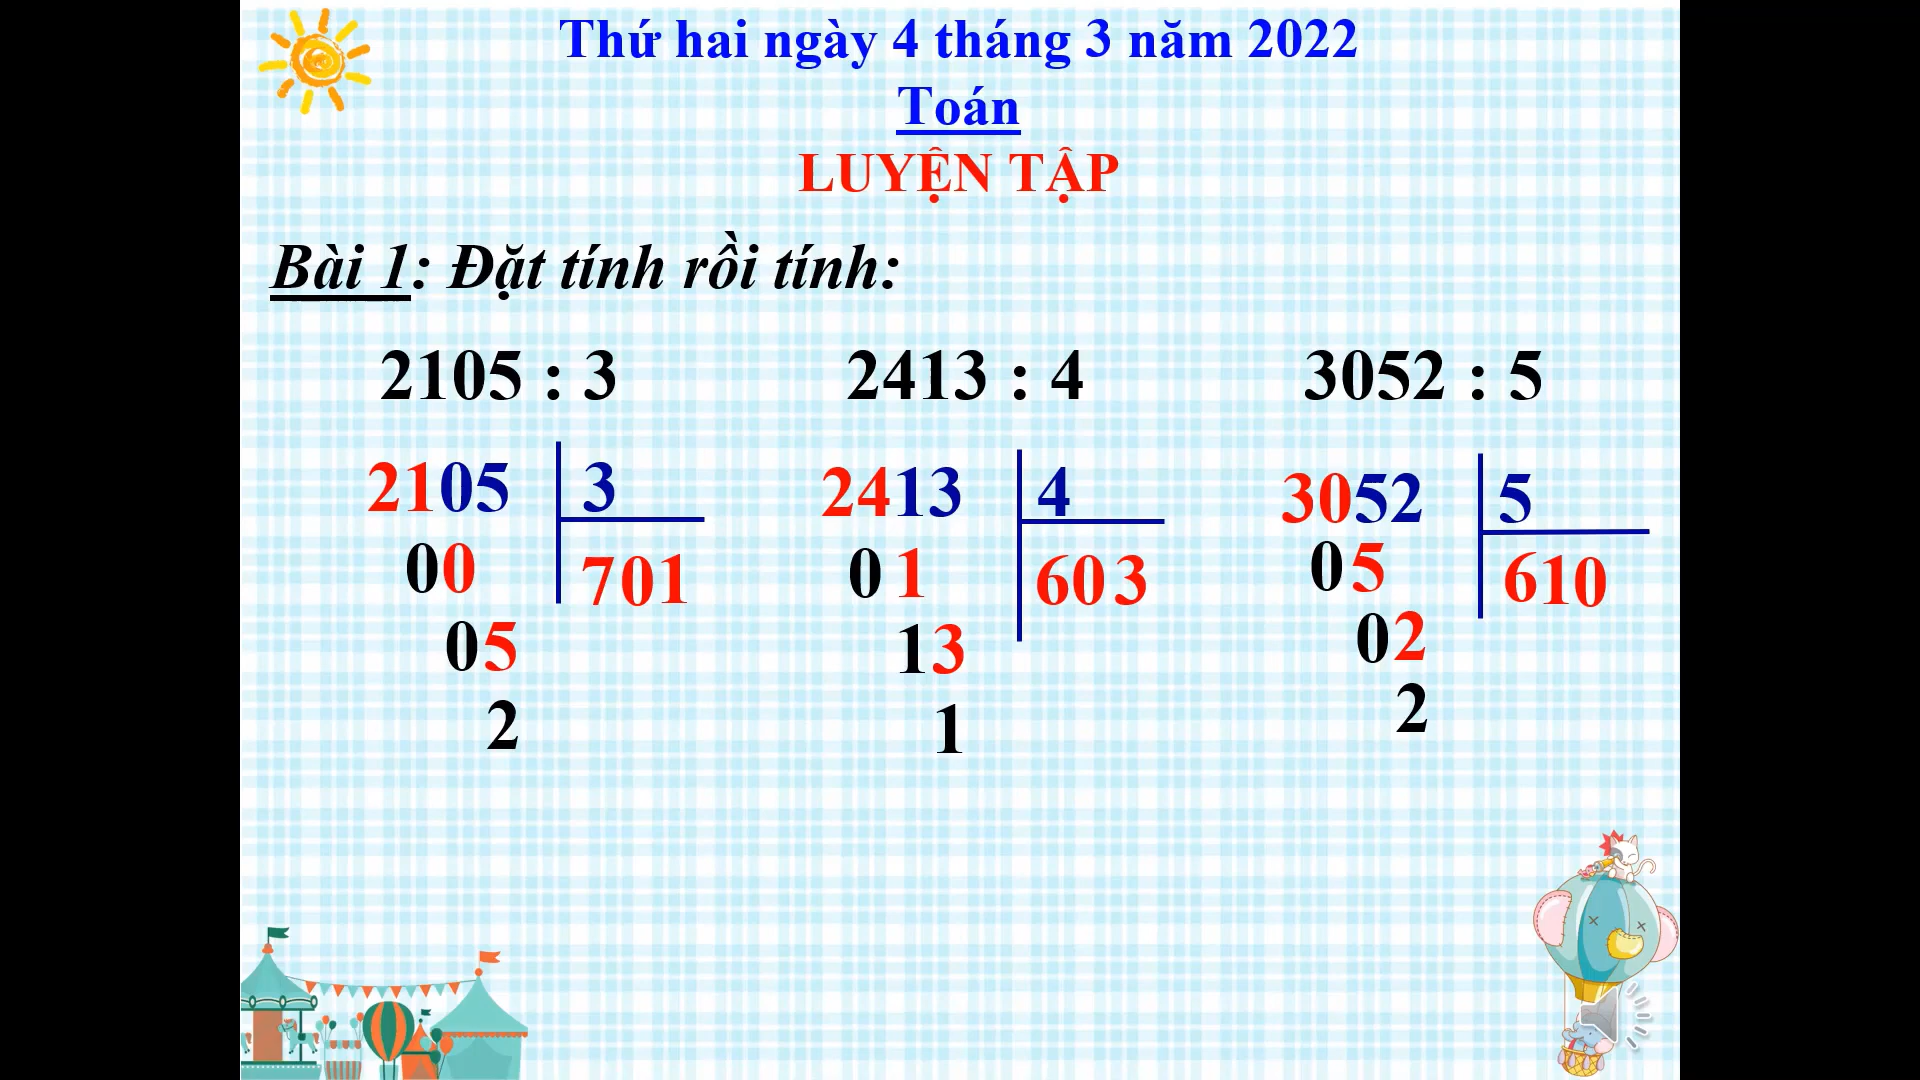 Thứ hai ngày 4 tháng 3 năm 2022
Toán
LUYỆN TẬP
Bài 1: Đặt tính rồi tính:
2105 : 3
2105 3
00 701
05
2
2413 : 4
2413 4
0 1 603
13
1
3052 : 5
3052 5
05 610
02
2